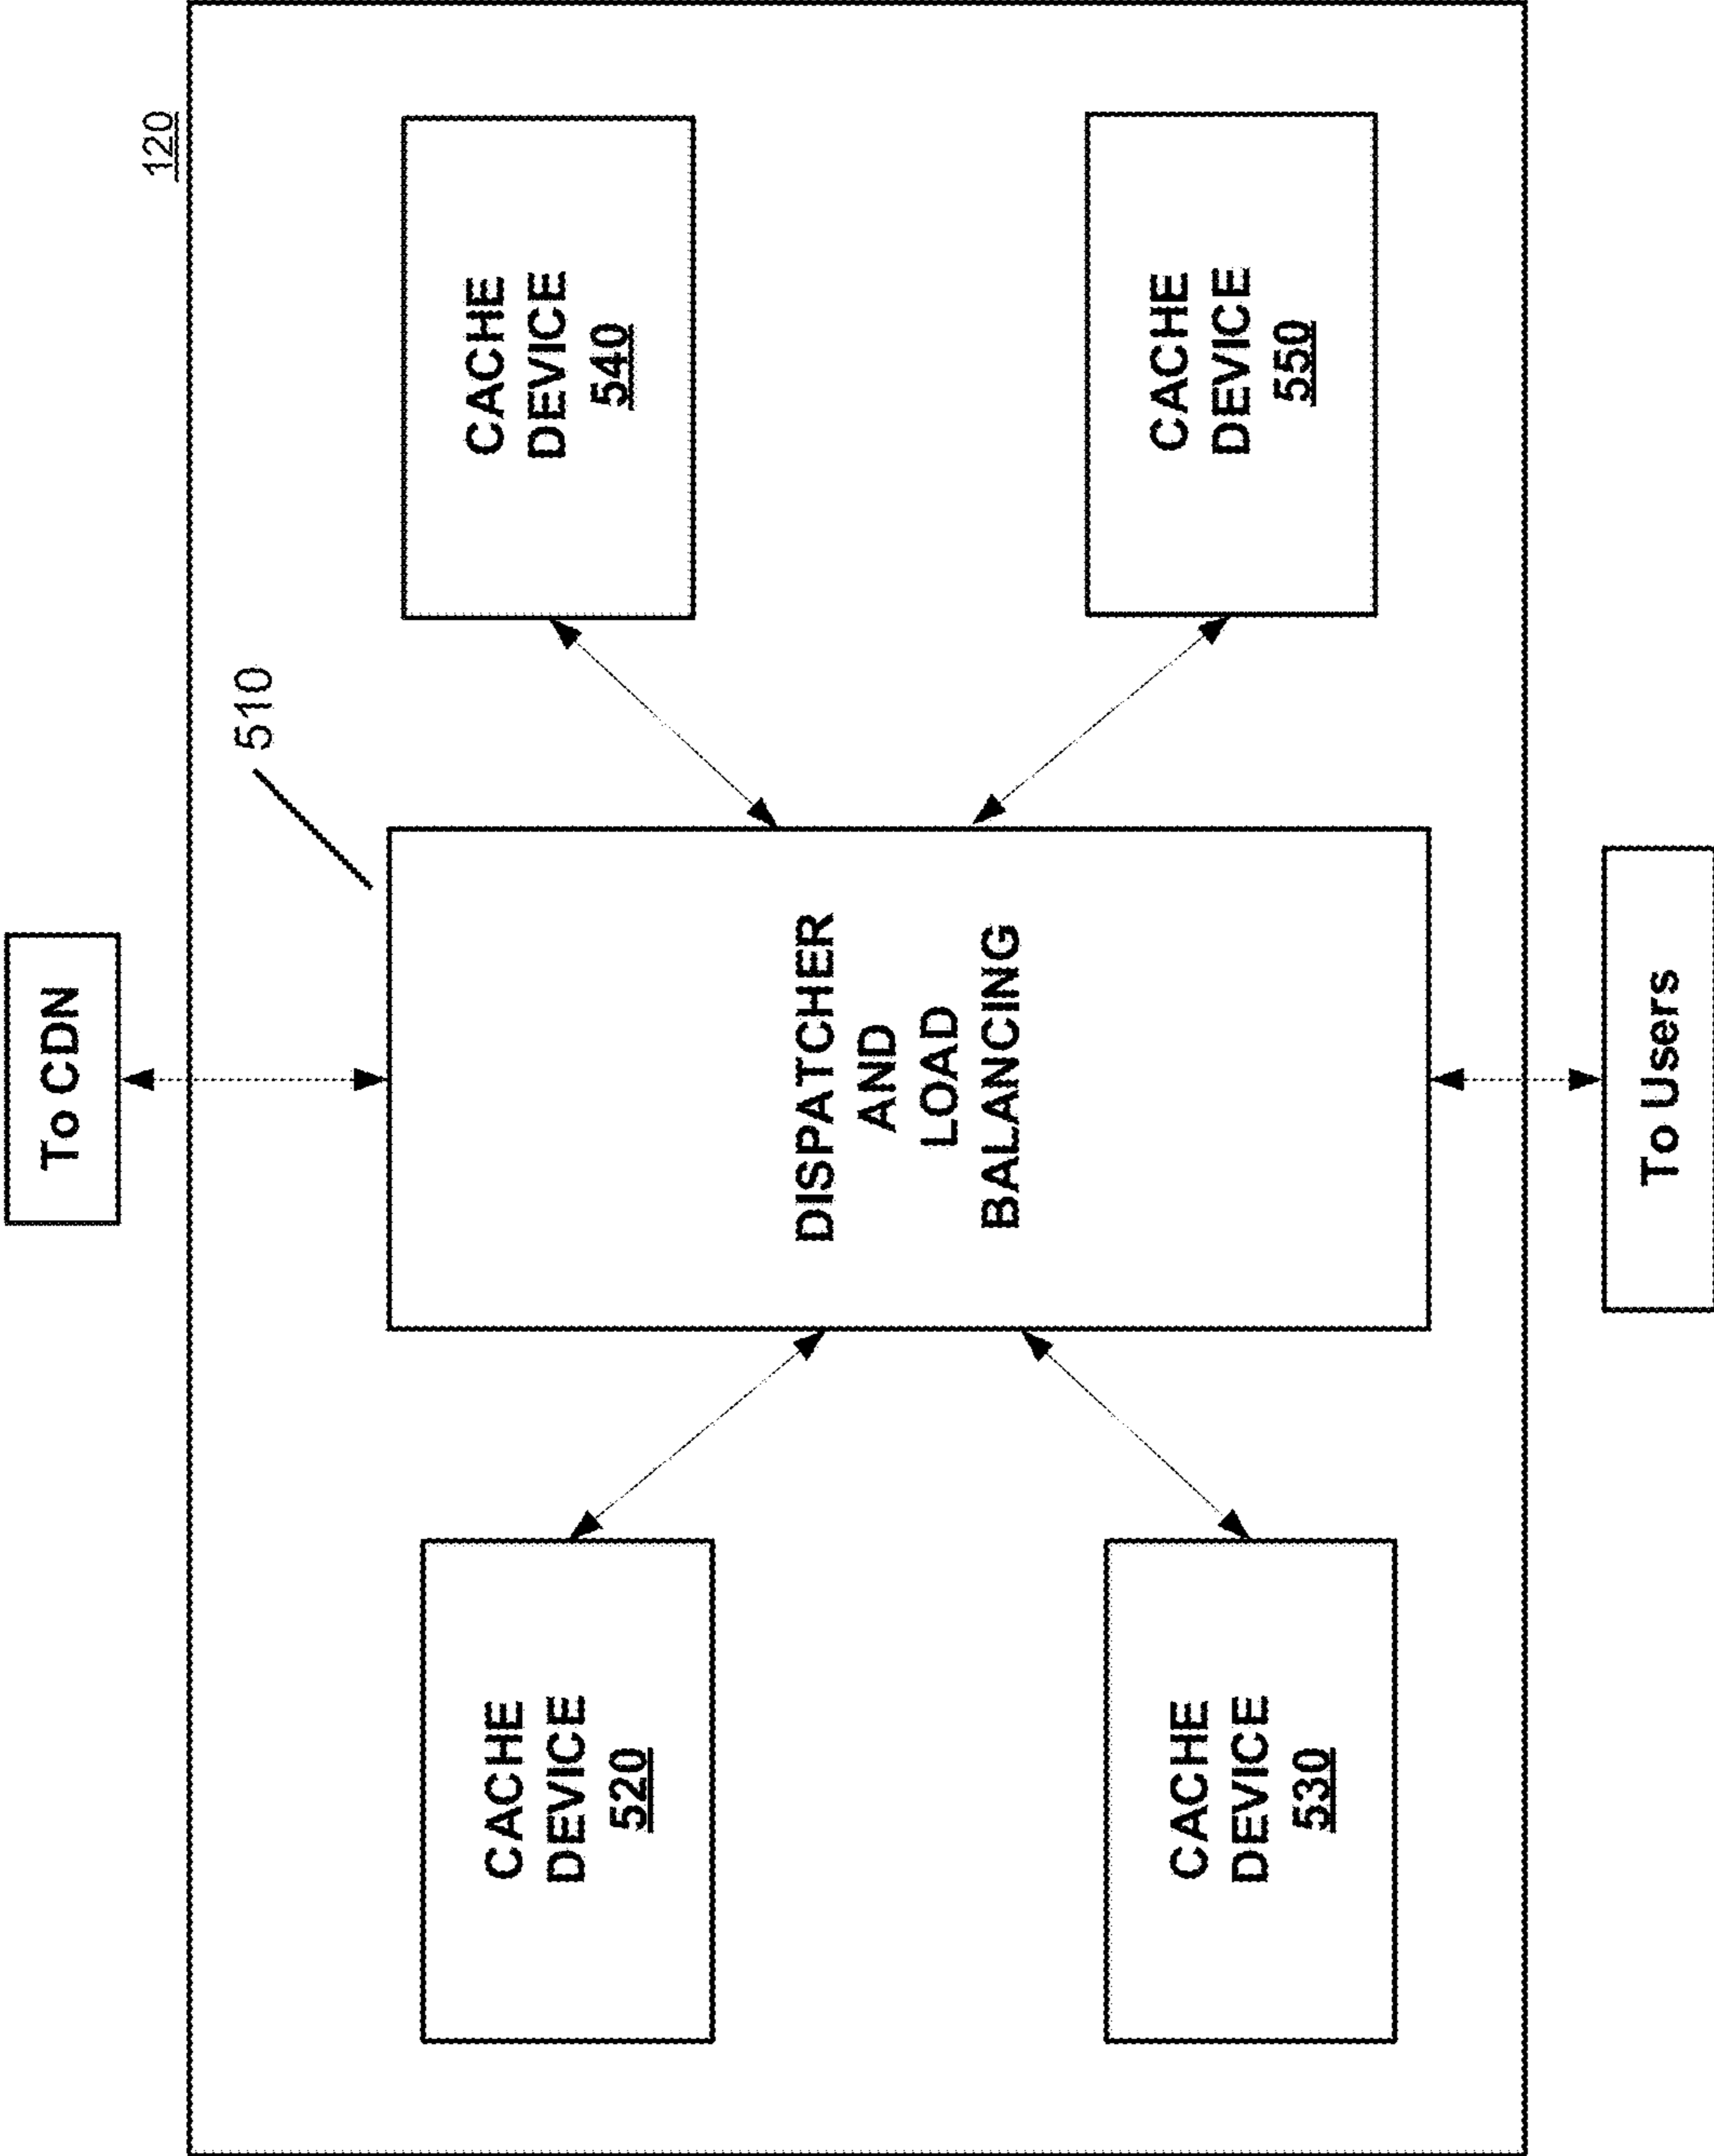 To CDN
120
510
CACHE
DEVICE
520
DISPATCHER
AND
LOAD
BALANCING
CACHE
DEVICE
540
CACHE
DEVICE
530
CACHE
DEVICE
550
To Users